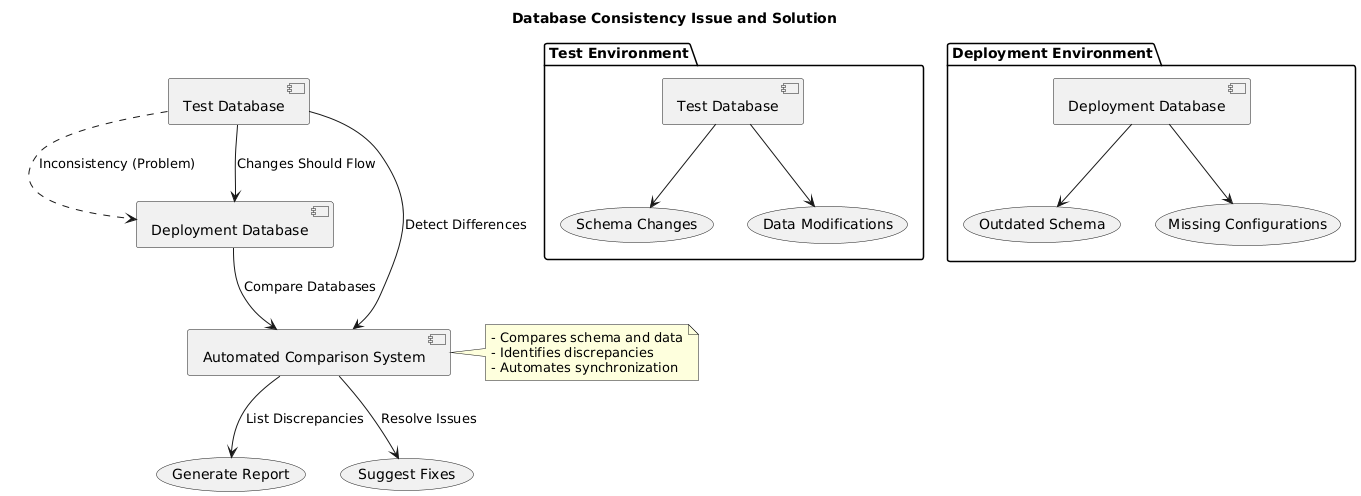 Database Consistency Issue and Solution
Test Database
Inconsistency (Problem)
Changes Should Flow
Detect Differences
Deployment Database
Compare Databases
Automated Comparison System
- Compares schema and data
- Identifies discrepancies
- Automates synchronization
List Discrepancies
Resolve Issues
Generate Report
Suggest Fixes
Test Environment
Test Database
Schema Changes
Data Modifications
Deployment Environment
Deployment Database
Outdated Schema
Missing Configurations